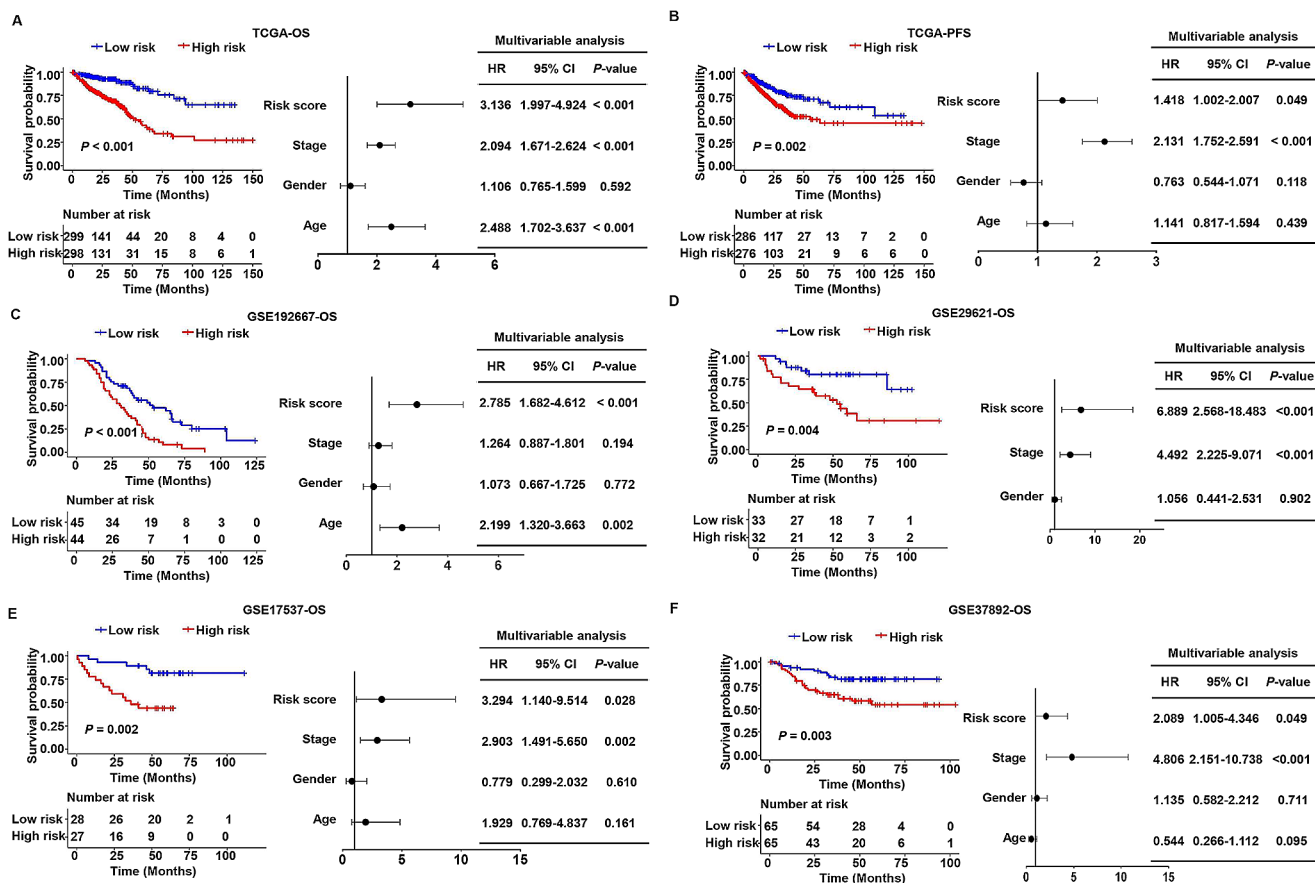 A
TCGA-OS
Low risk High risk
Survival probability
1.00
0.75
0.50
0.25
0.00
P < 0.001
0 25 50 75 100 125 150
Time (Months)
Number at risk
Low risk 299 141 44 20 8 4 0
High risk 298 131 31 15 8 6 1
0 25 50 75 100 125 150
Time (Months)
Multivariable analysis
HR 95% CI P-value
Risk score 3.136 1.997-4.924 < 0.001
Stage 2.094 1.671-2.624 < 0.001
Gender 1.106 0.765-1.599 0.592
Age 2.488 1.702-3.637 < 0.001
0 2 4 6
B
TCGA-PFS
Low risk High risk
Survival probability
1.00
0.75
0.50
0.25
0.00
P = 0.002
0 25 50 75 100 125 150
Time (Months)
Number at risk
Low risk 286 117 27 13 7 2 0
High risk 276 103 21 9 6 6 0
0 25 50 75 100 125 150
Time (Months)
Multivariable analysis
HR 95% CI P-value
Risk score 1.418 1.002-2.007 0.049
Stage 2.131 1.752-2.591 < 0.001
Gender 0.763 0.544-1.071 0.118
Age 1.141 0.817-1.594 0.439
0 1 2 3
C
GSE192667-OS
Low risk High risk
Survival probability
1.00
0.75
0.50
0.25
0.00
P < 0.001
0 25 50 75 100 125
Time (Months)
Number at risk
Low risk 45 34 19 8 3 0
High risk 44 26 7 1 0 0
0 25 50 75 100 125
Time (Months)
Multivariable analysis
HR 95% CI P-value
Risk score 2.785 1.682-4.612 < 0.001
Stage 1.264 0.887-1.801 0.194
Gender 1.073 0.667-1.725 0.772
Age 2.199 1.320-3.663 0.002
0 2 4 6
D
GSE29621-OS
Low risk High risk
Survival probability
1.00
0.75
0.50
0.25
0.00
P = 0.004
0 25 50 75 100
Time (Months)
Number at risk
Low risk 33 27 18 7 1
High risk 32 21 12 3 2
0 25 50 75 100
Time (Months)
Multivariable analysis
HR 95% CI P-value
Risk score 6.889 2.568-18.483 <0.001
Stage 4.492 2.225-9.071 <0.001
Gender 1.056 0.441-2.531 0.902
0 10 20
E
GSE17537-OS
Low risk High risk
Survival probability
1.00
0.75
0.50
0.25
0.00
P = 0.002
0 25 50 75 100
Time (Months)
Number at risk
Low risk 28 26 20 2 1
High risk 27 16 9 0 0
0 25 50 75 100
Time (Months)
Multivariable analysis
HR 95% CI P-value
Risk score 3.294 1.140-9.514 0.028
Stage 2.903 1.491-5.650 0.002
Gender 0.779 0.299-2.032 0.610
Age 1.929 0.769-4.837 0.161
0 5 10 15
F
GSE37892-OS
Low risk High risk
Survival probability
1.00
0.75
0.50
0.25
0.00
P = 0.003
0 25 50 75 100
Time (Months)
Number at risk
Low risk 65 54 28 4 0
High risk 65 43 20 6 1
0 25 50 75 100
Time (Months)
Multivariable analysis
HR 95% CI P-value
Risk score 2.089 1.005-4.346 0.049
Stage 4.806 2.151-10.738 <0.001
Gender 1.135 0.582-2.212 0.711
Age 0.544 0.266-1.112 0.095
0 5 10 15